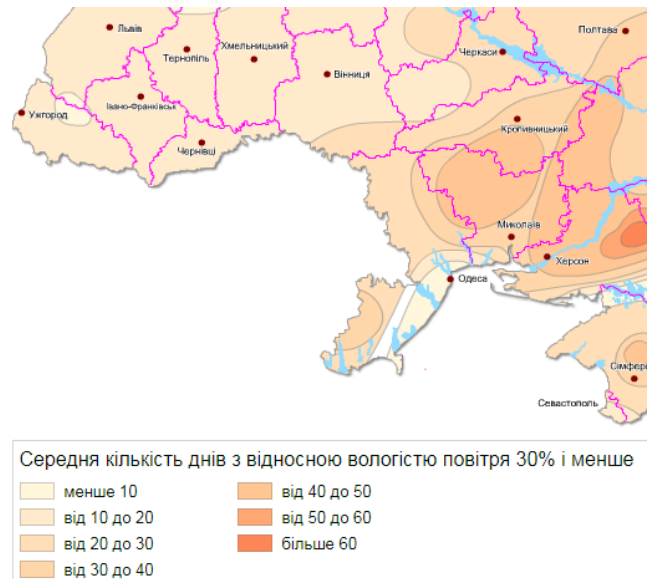 Львів
Полтава
Хмельницький
Тернопіль
Черкаси
Вінниця
Івано-Франківськ
Ужгород
Кропивницький
Чернівці
Миколаїв
Херсон
Одеса
Сімфері
Севастополь
Середня кількість днів з відносною вологістю повітря 30% і менше
менше 10
від 10 до 20
від 20 до 30
від 30 до 40
від 40 до 50
від 50 до 60
більше 60